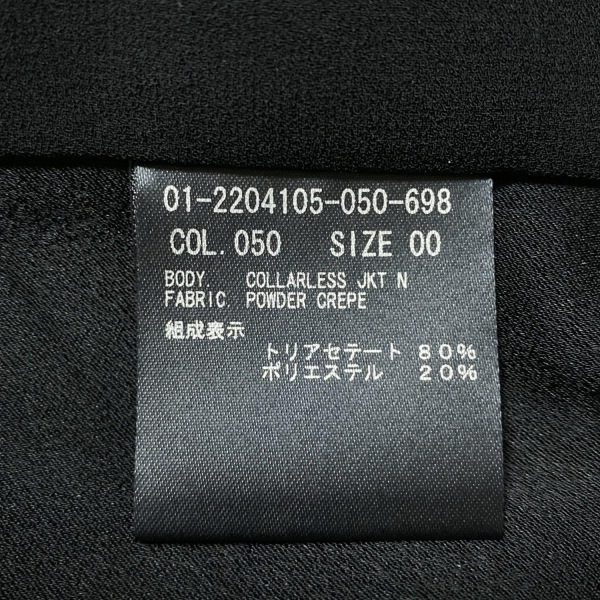 01-2204105-050-698
COL. 050 SIZE 00
BODY COLLARLESS JKT N
FABRIC POWDER CREPE
組成表示
トリアセテート 80%
ポリエステル 20%